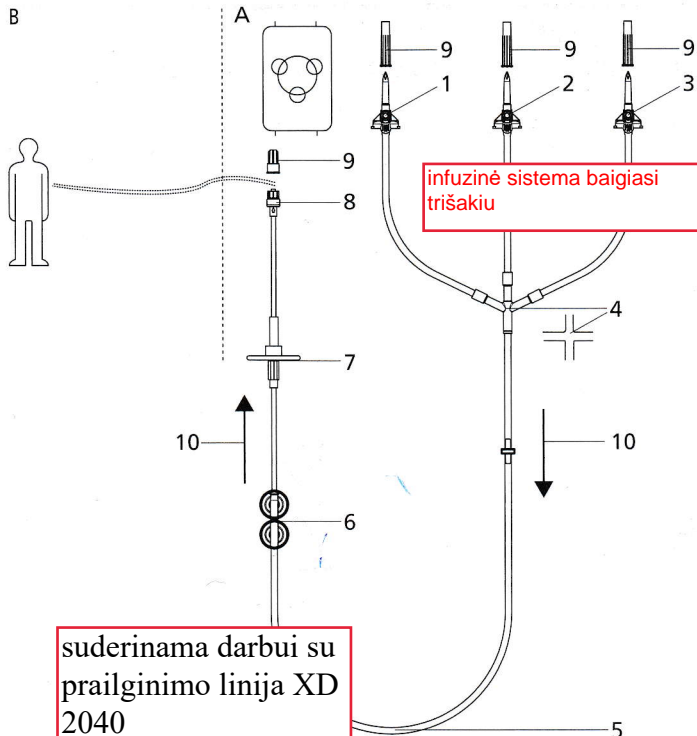 B
A
9
9
9
1
2
3
9
8
infuzinė sistema baigiasi
trišakiu
4
7
10
10
6
suderinama darbui su
prailginimo linija XD
2040
5